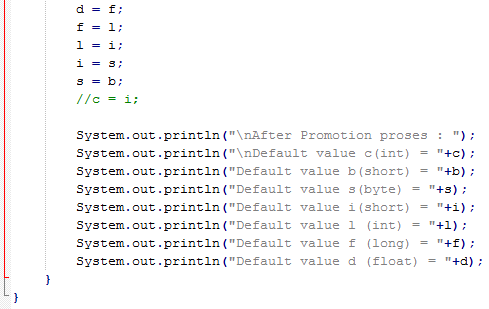 d = f;
f = l;
l = i;
i = s;
s = b;
//c = i;
System.out.println("\nAfter Promotion proses : ");
System.out.println("\nDefault value c(int) = "+c);
System.out.println("Default value b(short) = "+b);
System.out.println("Default value s(byte) = "+s);
System.out.println("Default value i(short) = "+i);
System.out.println("Default value l (int) = "+l);
System.out.println("Default value f (long) = "+f);
System.out.println("Default value d (float) = "+d);
}
}